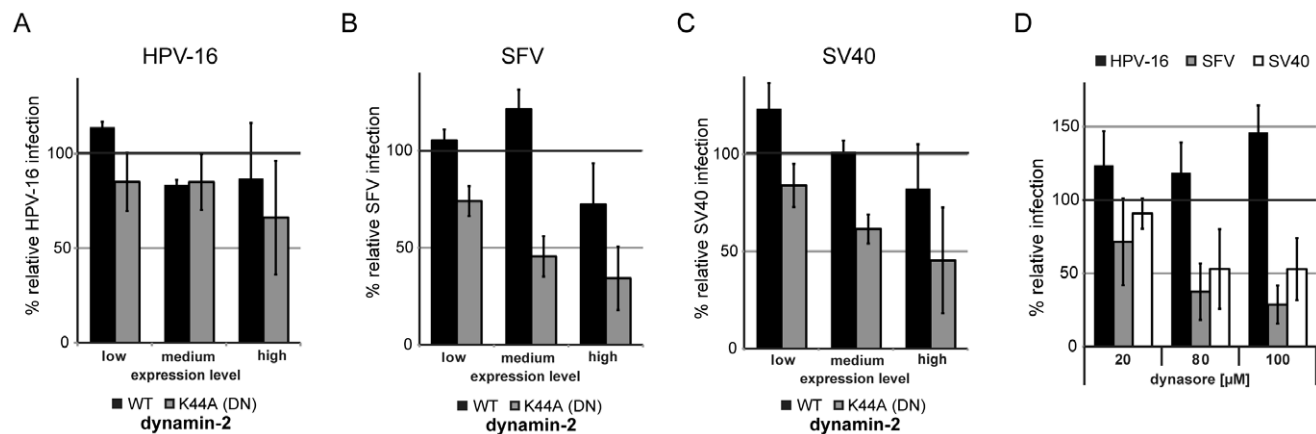 A
HPV-16
% relative HPV-16 infection
100
50
0
low medium high
expression level
WT K44A (DN)
dynamin-2
B
SFV
% relative SFV infection
100
50
0
low medium high
expression level
WT K44A (DN)
dynamin-2
C
SV40
% relative SV40 infection
100
50
0
low medium high
expression level
WT K44A (DN)
dynamin-2
D
HPV-16 SFV SV40
% relative infection
150
100
50
0
20 80 100
dynasore [µM]